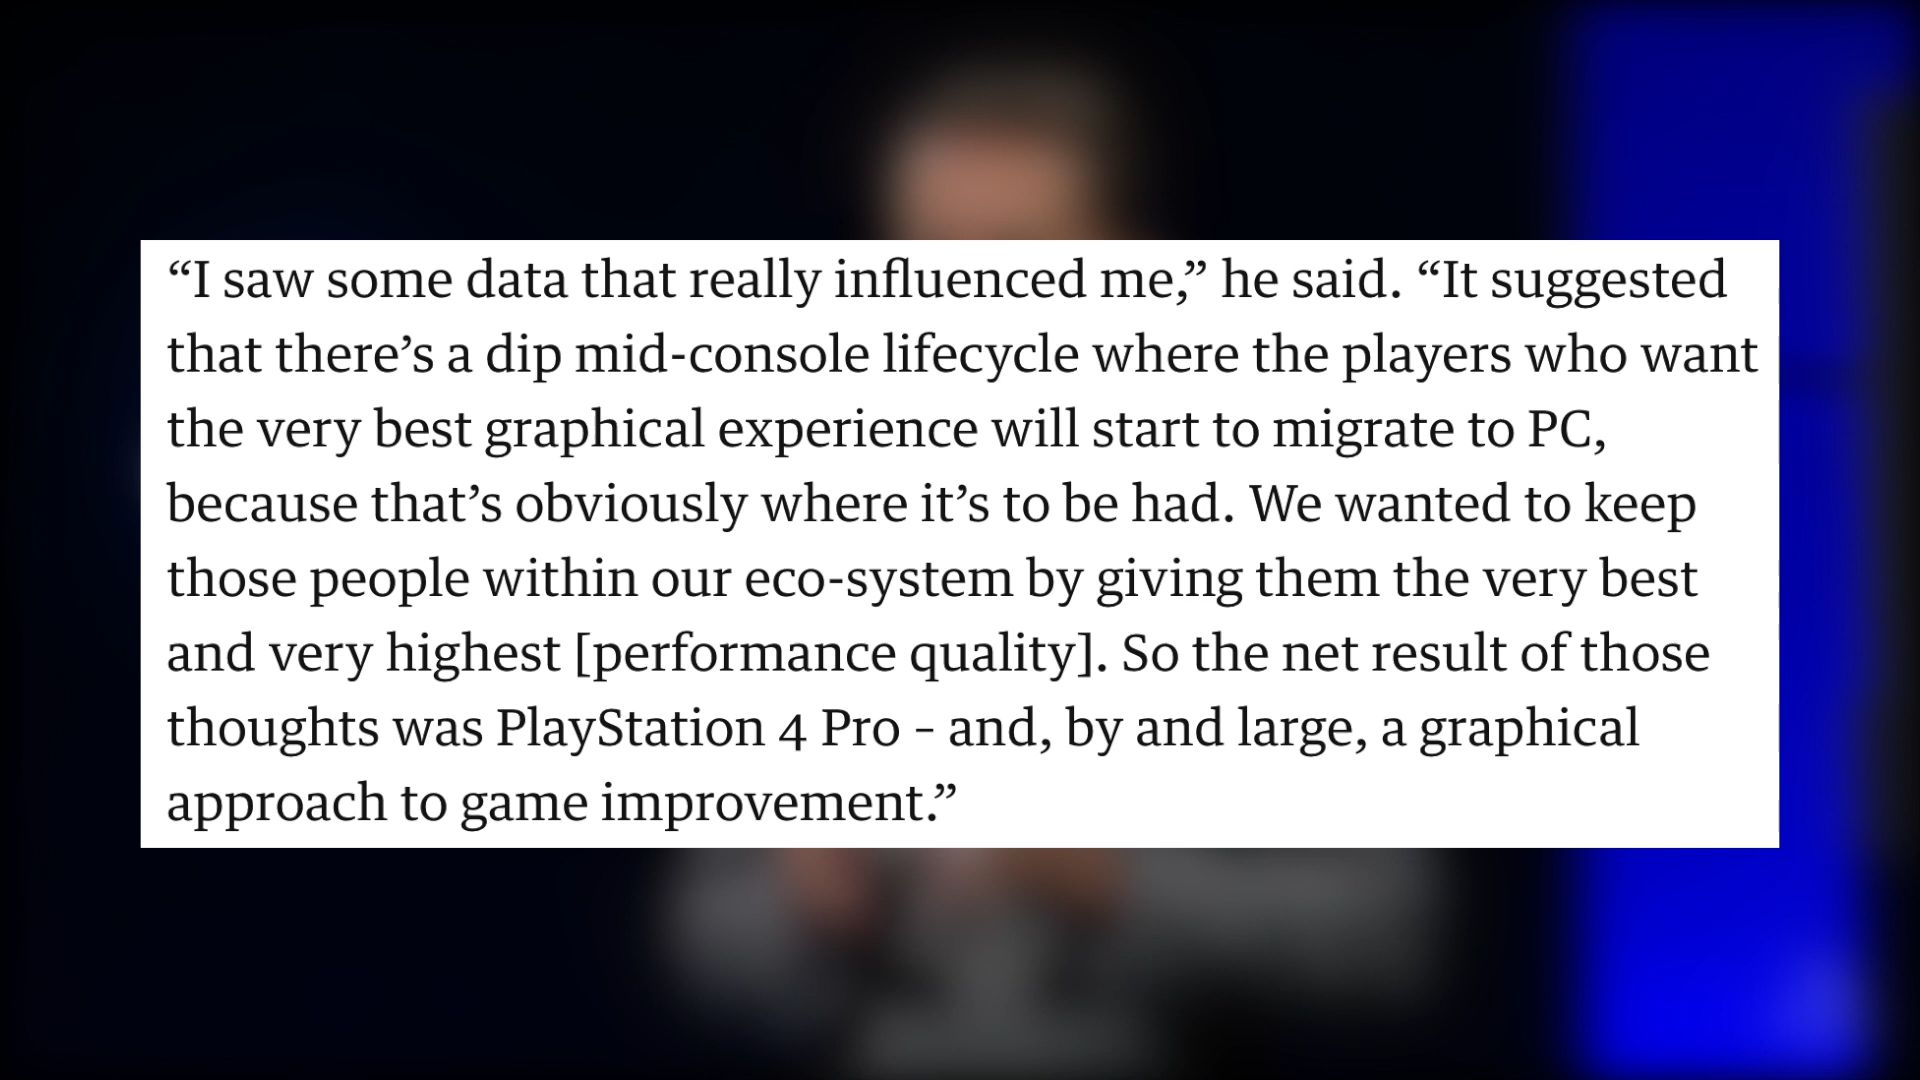 “I saw some data that really influenced me,” he said. “It suggested
that there’s a dip mid-console lifecycle where the players who want
the very best graphical experience will start to migrate to PC,
because that’s obviously where it’s to be had. We wanted to keep
those people within our eco-system by giving them the very best
and very highest [performance quality]. So the net result of those
thoughts was PlayStation 4 Pro – and, by and large, a graphical
approach to game improvement.”